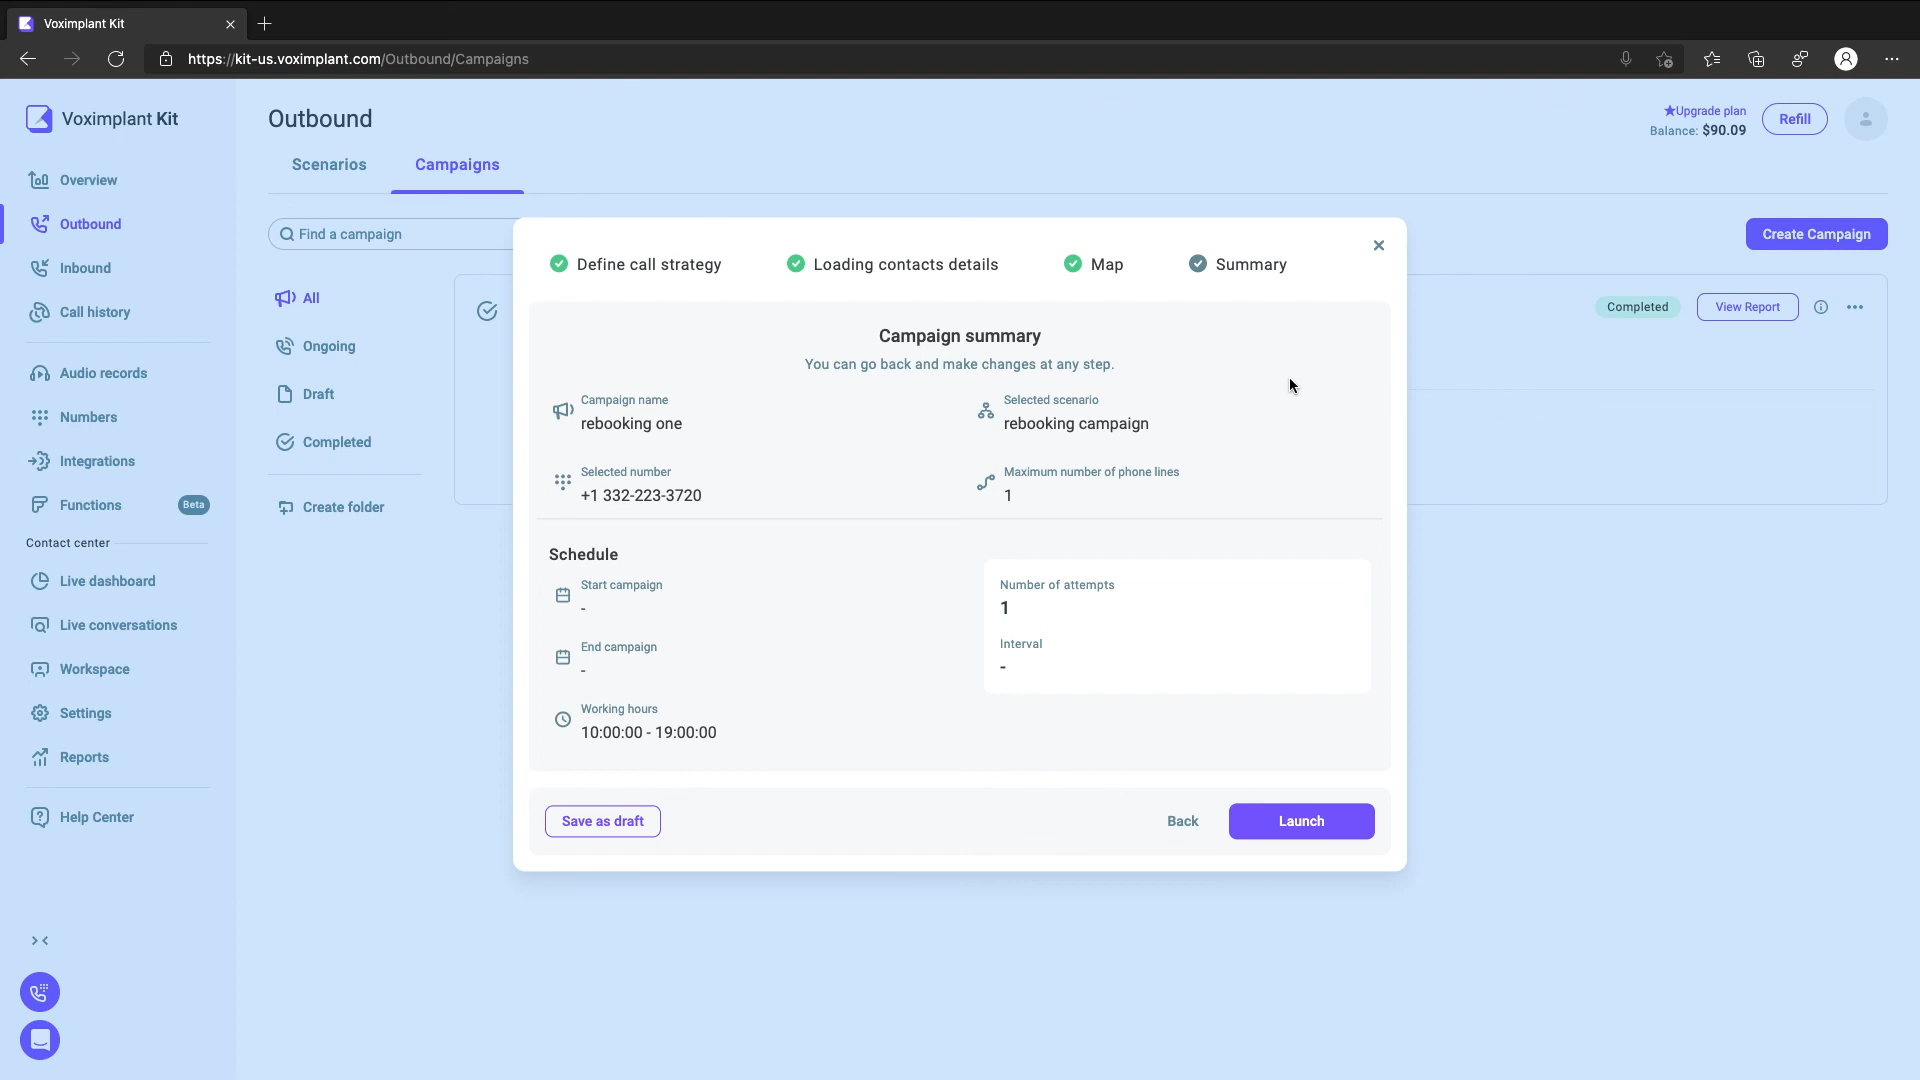 Voximplant Kit
https://kit-us.voximplant.com/Outbound/Campaigns
Voximplant Kit
Overview
Outbound
Inbound
Call history
Audio records
Numbers
Integrations
Functions Beta
Contact center
Live dashboard
Live conversations
Workspace
Settings
Reports
Help Center
Outbound
Upgrade plan
Balance: $90.09
Refill
Scenarios Campaigns
Find a campaign
Create Campaign
All
Ongoing
Draft
Completed
Create folder
Completed
View Report
Define call strategy
Loading contacts details
Map
Summary
Campaign summary
You can go back and make changes at any step.
Campaign name
rebooking one
Selected scenario
rebooking campaign
Selected number
+1 332-223-3720
Maximum number of phone lines
1
Schedule
Start campaign
-
End campaign
-
Working hours
10:00:00 - 19:00:00
Number of attempts
1
Interval
-
Save as draft
Back
Launch